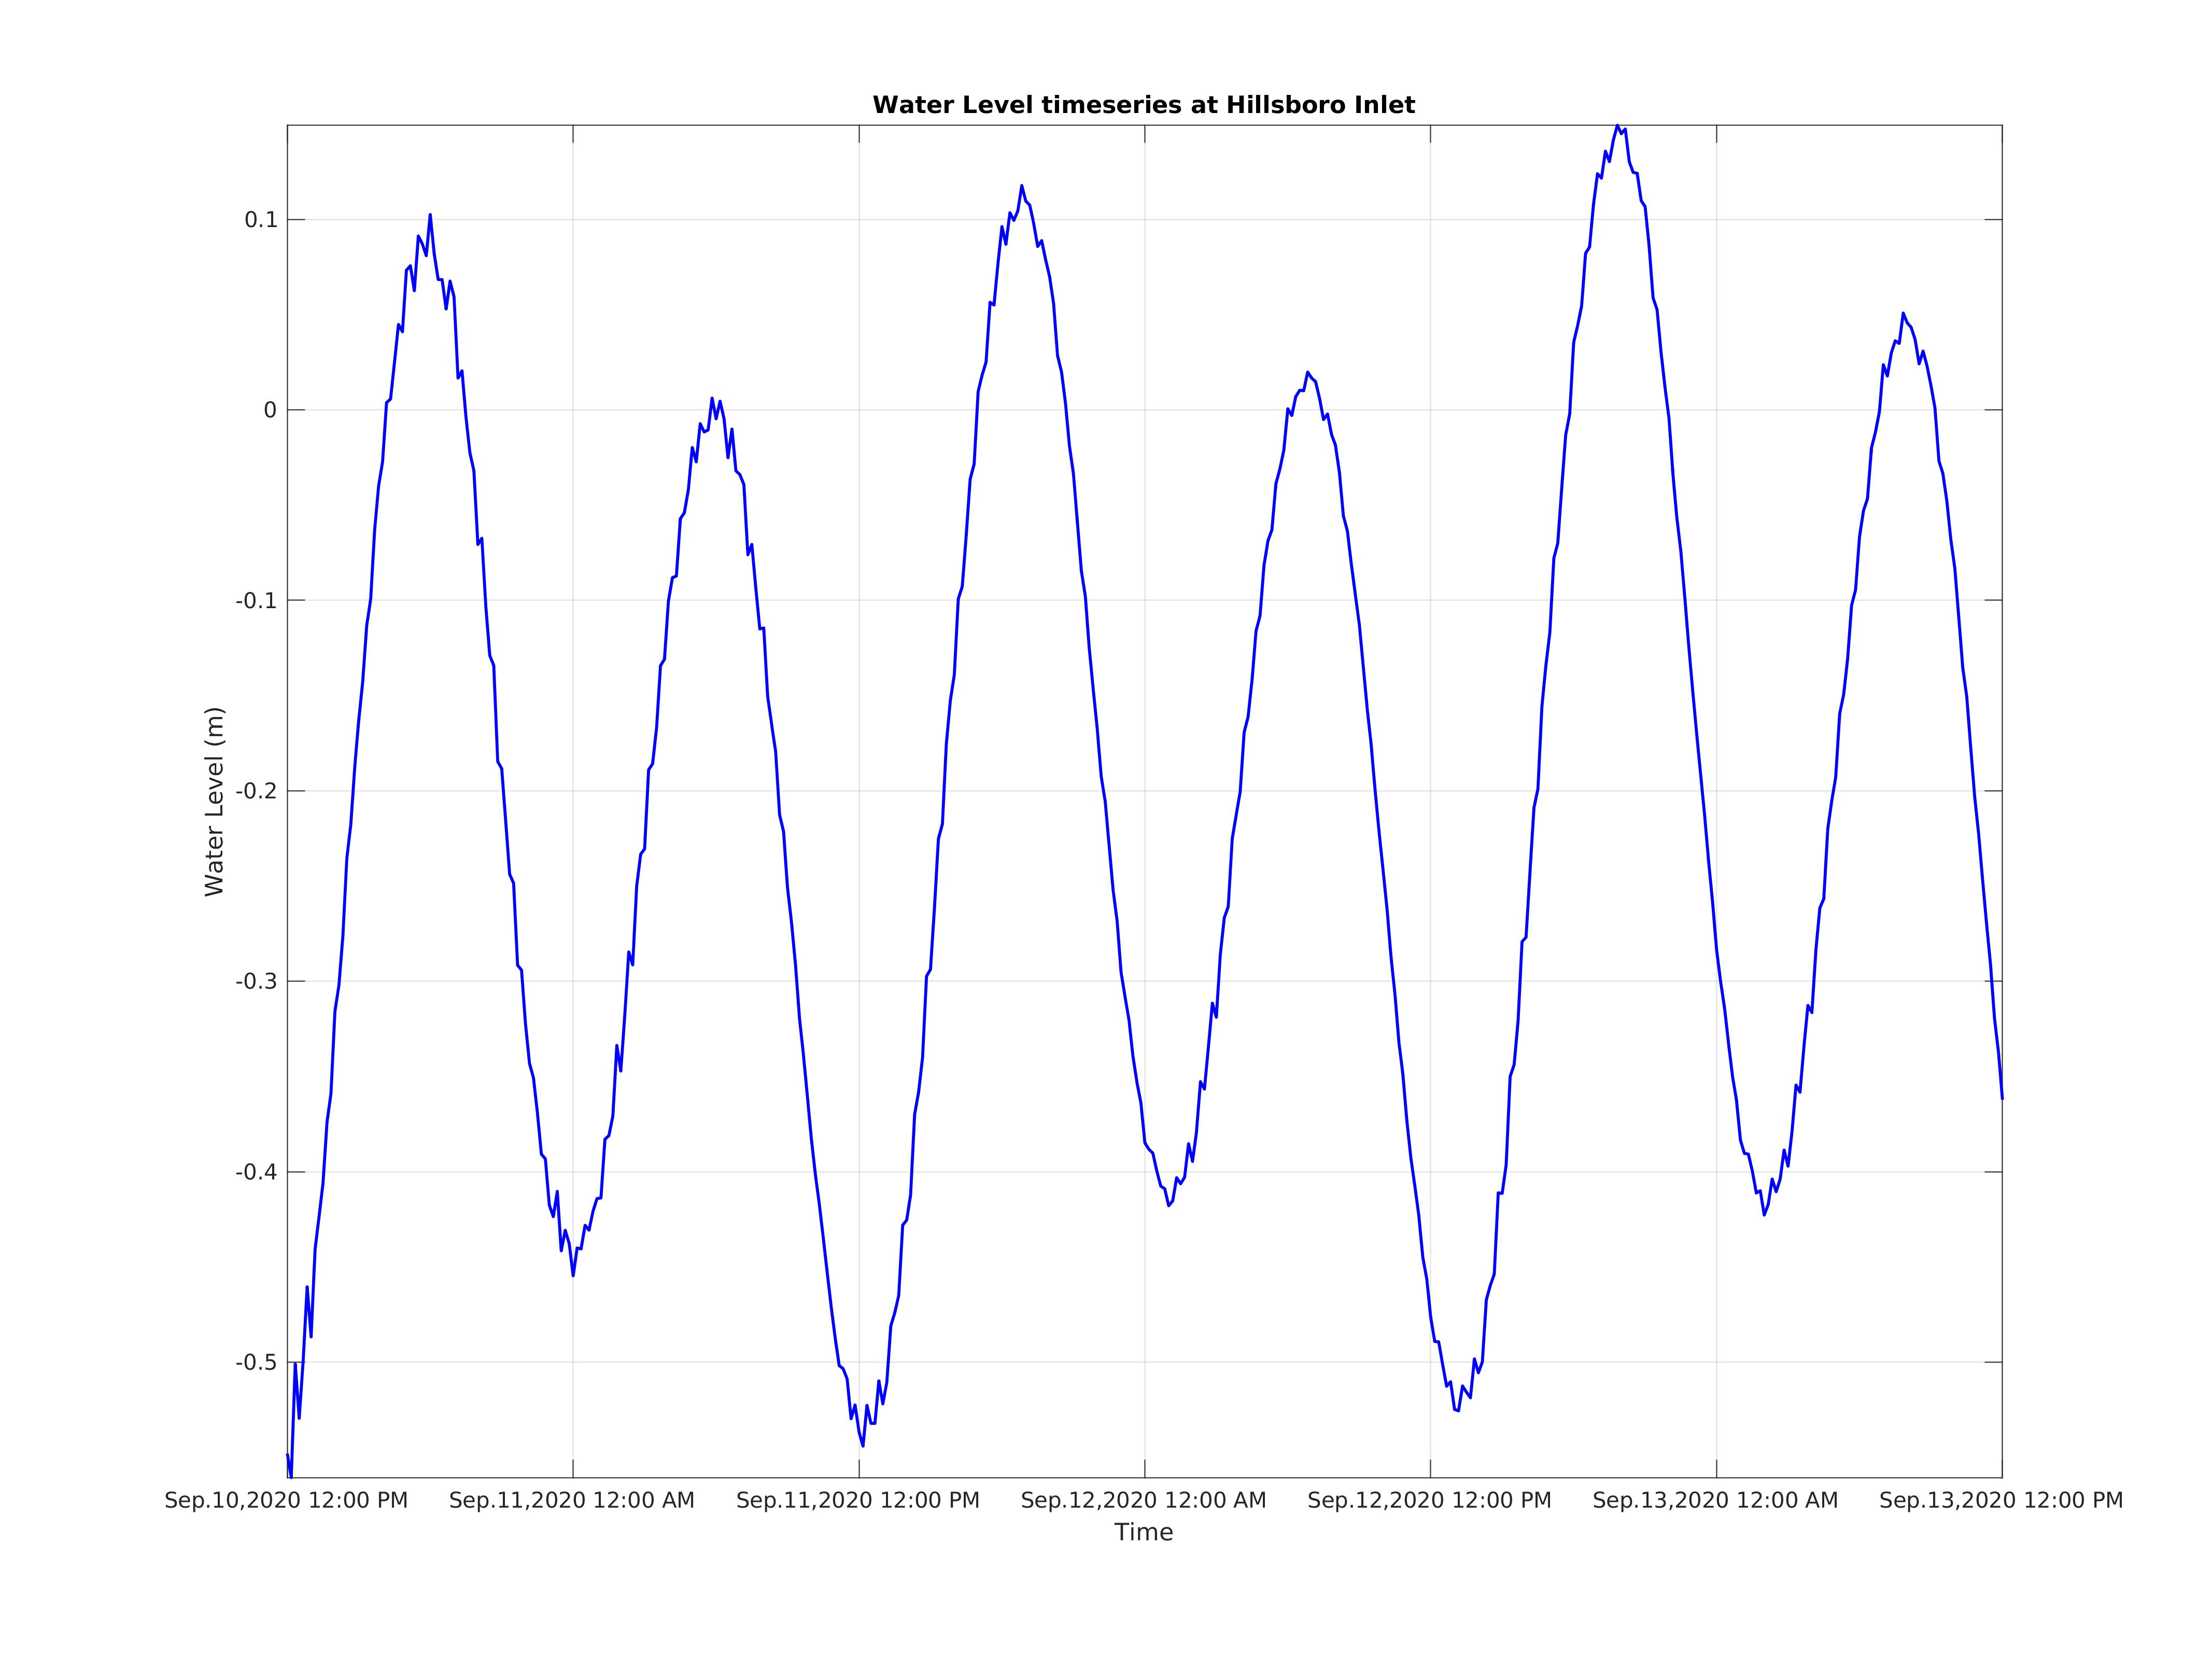 Water Level timeseries at Hillsboro Inlet
0.1
0
-0.1
-0.2
-0.3
-0.4
-0.5
Water Level (m)
Sep.10,2020 12:00 PM
Sep.11,2020 12:00 AM
Sep.11,2020 12:00 PM
Sep.12,2020 12:00 AM
Sep.12,2020 12:00 PM
Sep.13,2020 12:00 AM
Sep.13,2020 12:00 PM
Time